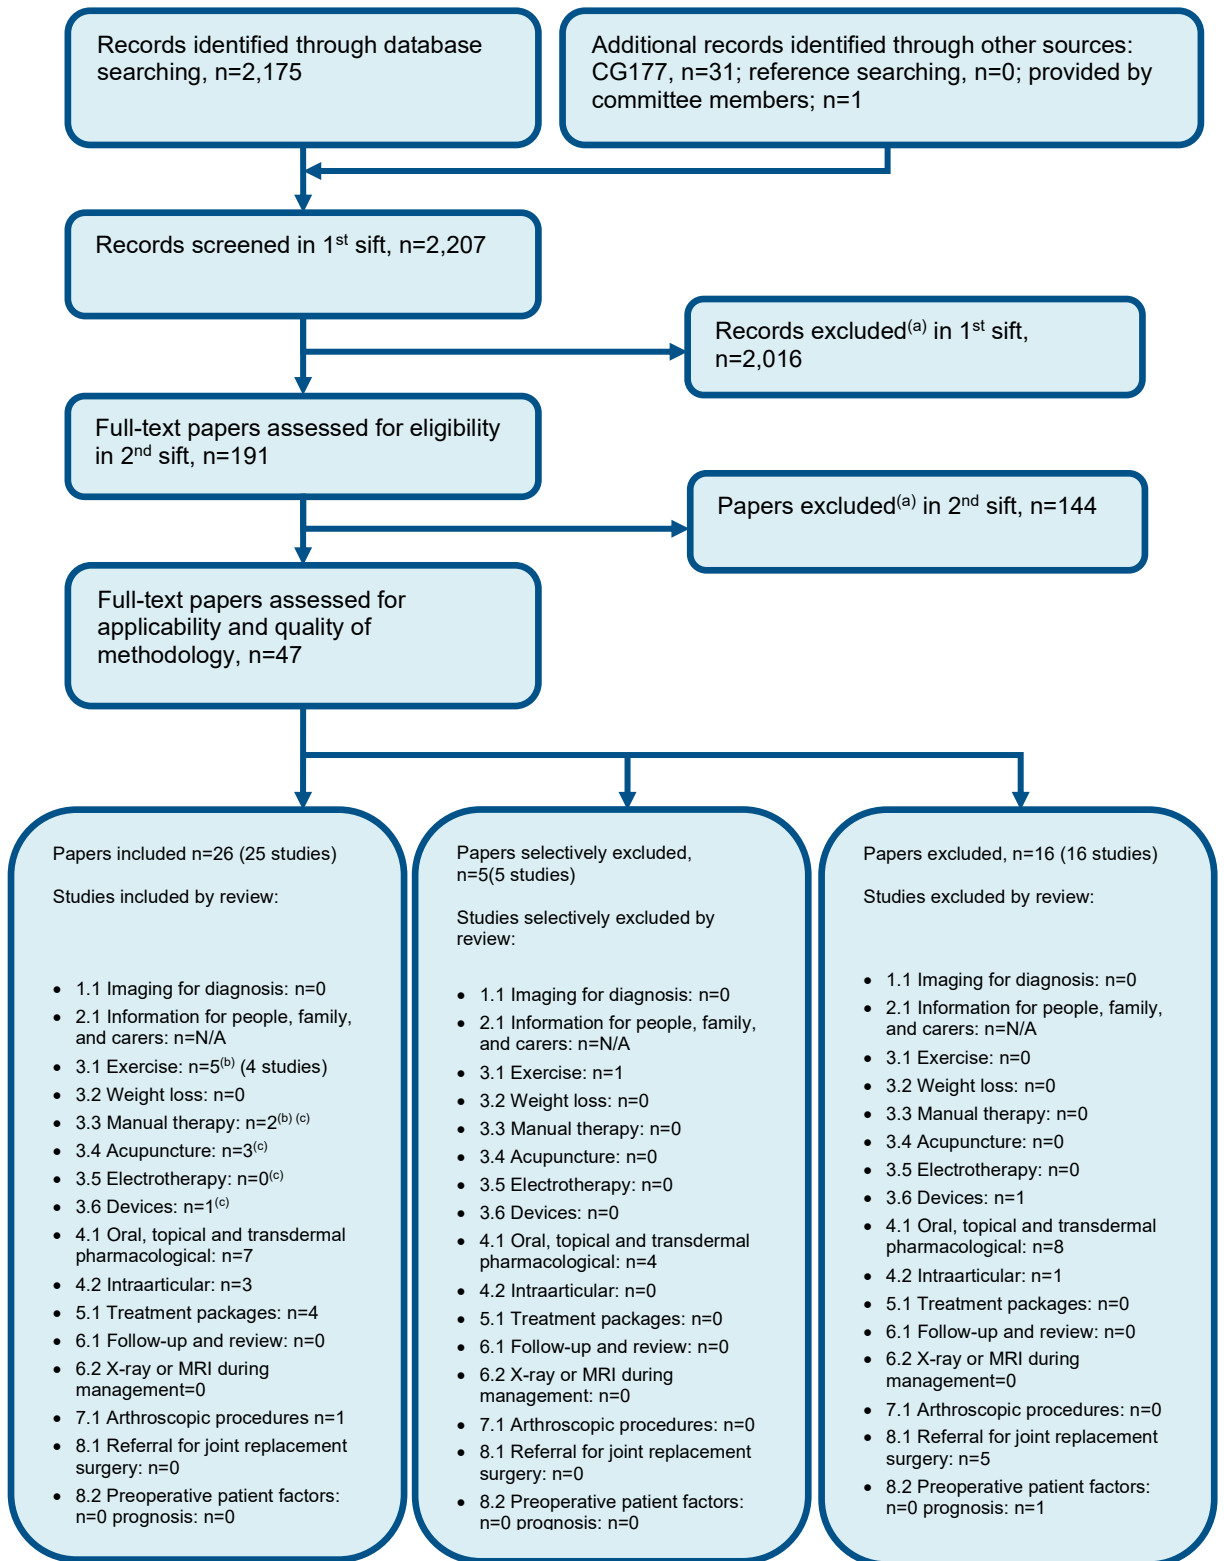 Records identified through database
searching, n=2,175
Additional records identified through other sources:
CG177, n=31; reference searching, n=0; provided by
committee members; n=1
Records screened in 1st sift, n=2,207
Records excluded(a) in 1st sift,
n=2,016
Full-text papers assessed for eligibility
in 2nd sift, n=191
Papers excluded(a) in 2nd sift, n=144
Full-text papers assessed for
applicability and quality of
methodology, n=47
Papers included n=26 (25 studies)
Studies included by review:
• 1.1 Imaging for diagnosis: n=0
• 2.1 Information for people, family,
and carers: n=N/A
• 3.1 Exercise: n=5(b) (4 studies)
• 3.2 Weight loss: n=0
• 3.3 Manual therapy: n=2(b) (c)
• 3.4 Acupuncture: n=3(c)
• 3.5 Electrotherapy: n=0(c)
• 3.6 Devices: n=1(c)
• 4.1 Oral, topical and transdermal
pharmacological: n=7
• 4.2 Intraarticular: n=3
• 5.1 Treatment packages: n=4
• 6.1 Follow-up and review: n=0
• 6.2 X-ray or MRI during
management=0
• 7.1 Arthroscopic procedures n=1
• 8.1 Referral for joint replacement
surgery: n=0
• 8.2 Preoperative patient factors:
n=0 prognosis: n=0
Papers selectively excluded,
n=5(5 studies)
Studies selectively excluded by
review:
• 1.1 Imaging for diagnosis: n=0
• 2.1 Information for people, family,
and carers: n=N/A
• 3.1 Exercise: n=1
• 3.2 Weight loss: n=0
• 3.3 Manual therapy: n=0
• 3.4 Acupuncture: n=0
• 3.5 Electrotherapy: n=0
• 3.6 Devices: n=0
• 4.1 Oral, topical and transdermal
pharmacological: n=4
• 4.2 Intraarticular: n=0
• 5.1 Treatment packages: n=0
• 6.1 Follow-up and review: n=0
• 6.2 X-ray or MRI during
management: n=0
• 7.1 Arthroscopic procedures: n=0
• 8.1 Referral for joint replacement
surgery: n=0
• 8.2 Preoperative patient factors:
n=0 prognosis: n=0
Papers excluded, n=16 (16 studies)
Studies excluded by review:
• 1.1 Imaging for diagnosis: n=0
• 2.1 Information for people, family,
and carers: n=N/A
• 3.1 Exercise: n=0
• 3.2 Weight loss: n=0
• 3.3 Manual therapy: n=0
• 3.4 Acupuncture: n=0
• 3.5 Electrotherapy: n=0
• 3.6 Devices: n=1
• 4.1 Oral, topical and transdermal
pharmacological: n=8
• 4.2 Intraarticular: n=1
• 5.1 Treatment packages: n=0
• 6.1 Follow-up and review: n=0
• 6.2 X-ray or MRI during
management=0
• 7.1 Arthroscopic procedures: n=0
• 8.1 Referral for joint replacement
surgery: n=5
• 8.2 Preoperative patient factors:
n=0 prognosis: n=1